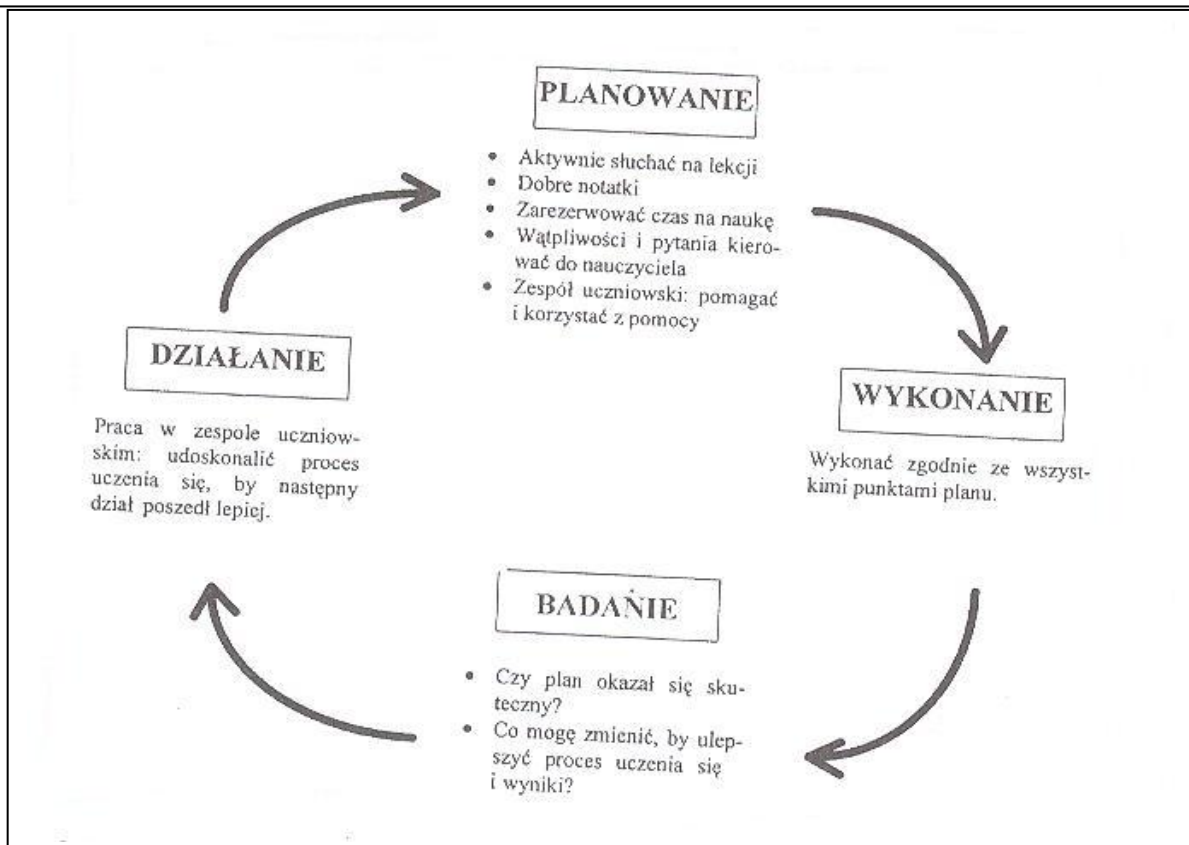 PLANOWANIE
• Aktywnie słuchać na lekcji
• Dobre notatki
• Zarezerwować czas na naukę
• Wątpliwości i pytania kiero-
wać do nauczyciela
• Zespół uczniowski: pomagać
i korzystać z pomocy
WYKONANIE
Wykonać zgodnie ze wszyst-
kimi punktami planu.
BADAŃIE
• Czy plan okazał się sku-
teczny?
• Co mogę zmienić, by ulep-
szyć proces uczenia się
i wyniki?
DZIAŁANIE
Praca w zespole uczniow-
skim: udoskonalić proces
uczenia się, by następny
dział poszedł lepiej.